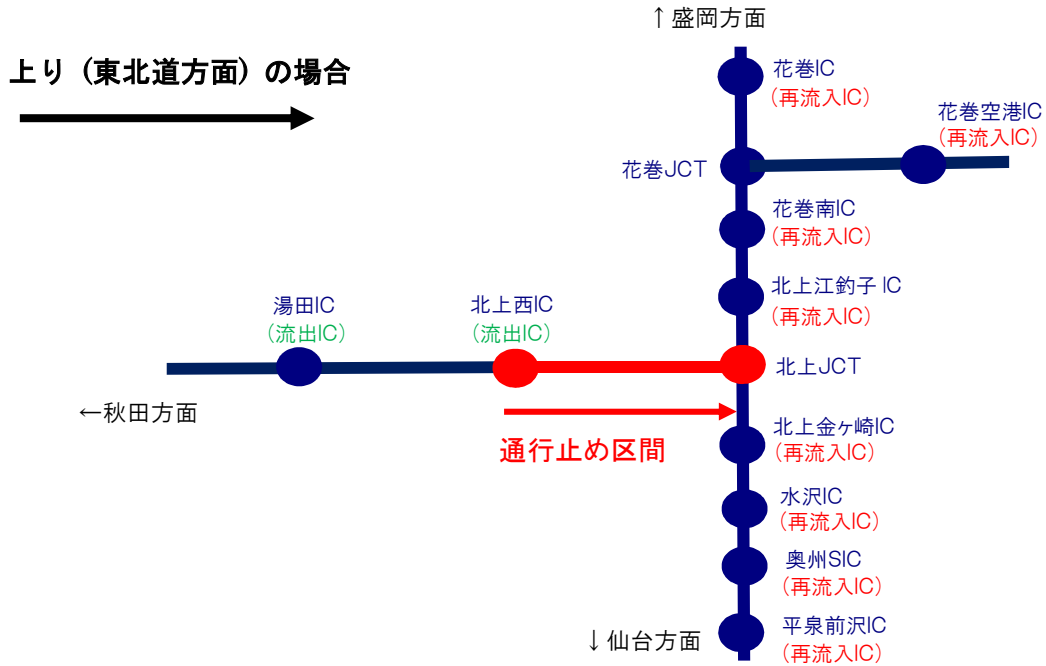 ↑盛岡方面
上り（東北道方面）の場合
花巻IC
（再流入IC）
花巻空港IC
（再流入IC）
花巻JCT
花巻南IC
（再流入IC）
北上江釣子 IC
（再流入IC）
湯田IC
（流出IC）
北上西IC
（流出IC）
北上JCT
←秋田方面
通行止め区間
北上金ヶ崎IC
（再流入IC）
水沢IC
（再流入IC）
奥州SIC
（再流入IC）
↓仙台方面
平泉前沢IC
（再流入IC）